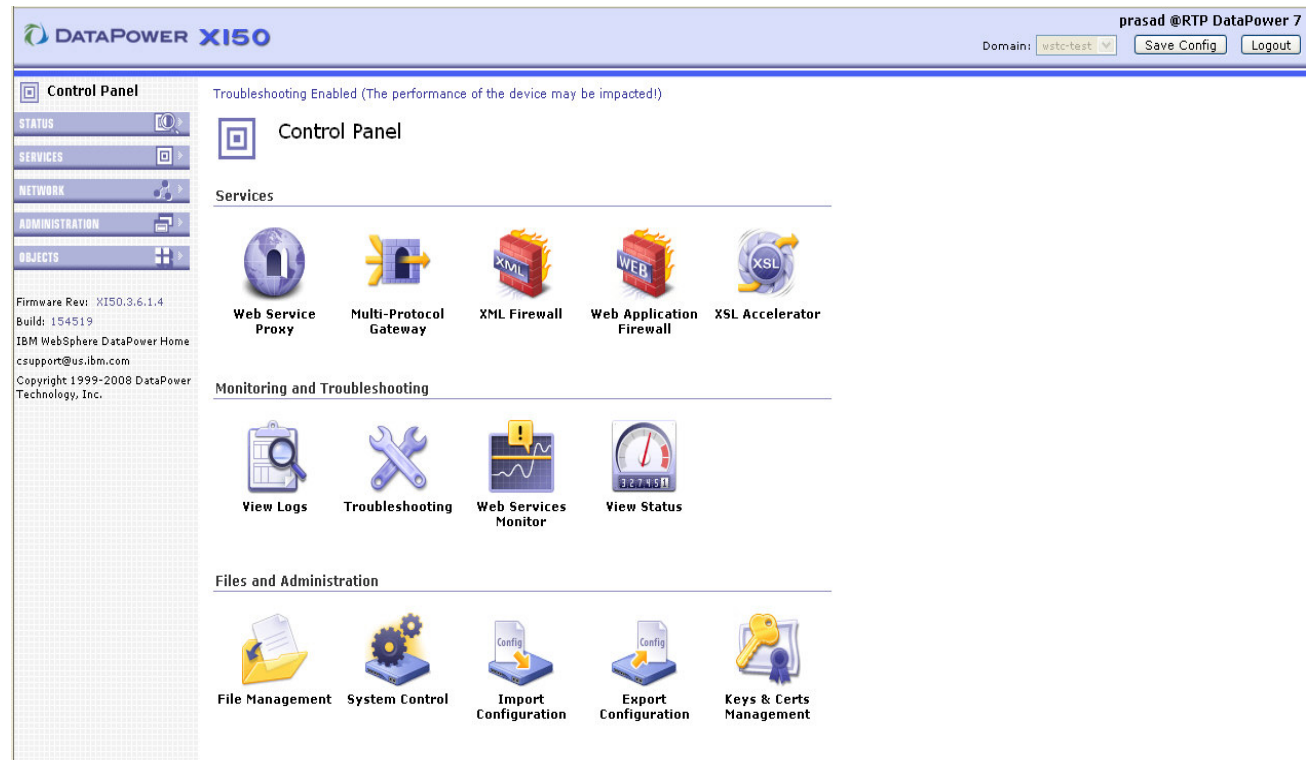 DATAPOWER XI50
prasad @RTP DataPower 7
Domain: wstc-test Save Config Logout
Control Panel
STATUS
SERVICES
NETWORK
ADMINISTRATION
OBJECTS
Firmware Rev: XI50.3.6.1.4
Build: 154519
IBM WebSphere DataPower Home
csupport@us.ibm.com
Copyright 1999-2008 DataPower
Technology, Inc.
Troubleshooting Enabled (The performance of the device may be impacted!)
Control Panel
Services
XML
WEB
XSL
Web Service
Proxy
Multi-Protocol
Gateway
XML Firewall
Web Application
Firewall
XSL Accelerator
Monitoring and Troubleshooting
327451
View Logs
Troubleshooting
Web Services
Monitor
View Status
Files and Administration
Config
Config
File Management
System Control
Import
Configuration
Export
Configuration
Keys & Certs
Management